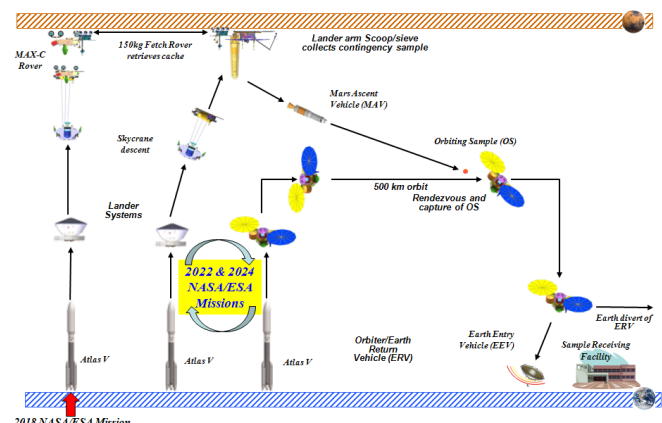 150kg Fetch Rover
retrieves cache
Lander arm Scoop/sieve
collects contingency sample
MAX-C
Rover
Mars Ascent
Vehicle (MAV)
Skycrane
descent
Orbiting Sample (OS)
500 km orbit
Rendezvous and
capture of OS
Lander
Systems
2022 & 2024
NASA/ESA
Missions
Earth divert of
ERV
Orbiter/Earth
Return
Vehicle (ERV)
Earth Entry
Vehicle (EEV)
Sample Receiving
Facility
Atlas V
Atlas V
Atlas V
2018 NASA/ESA Mission